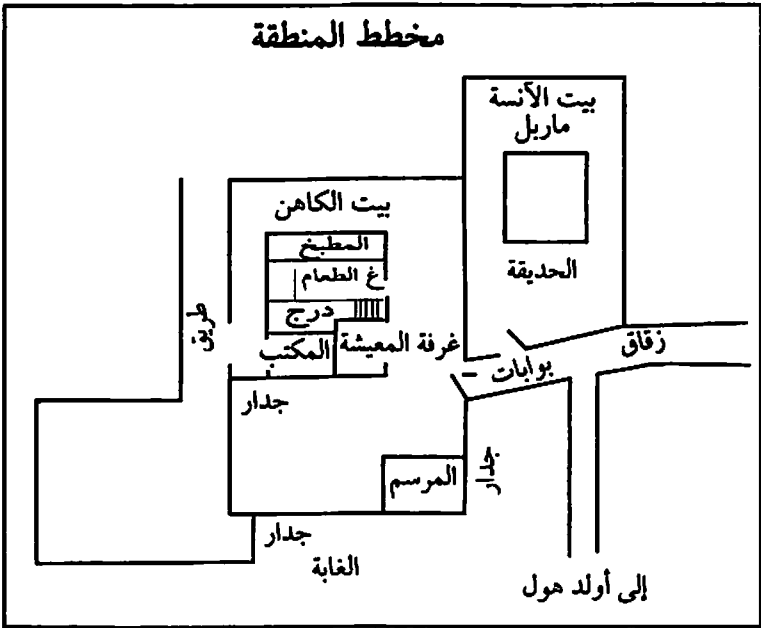 مخطط المنطقة
بيت الآنسة
ماربل
بيت الكاهن
المطبخ
غ الطعام
الحديقة
درج
طريق
زقاق
غرفة المعيشة
المكتب
بوابات
جدار
المرسم
جدار
جدار
الغابة
إلى أولد هول